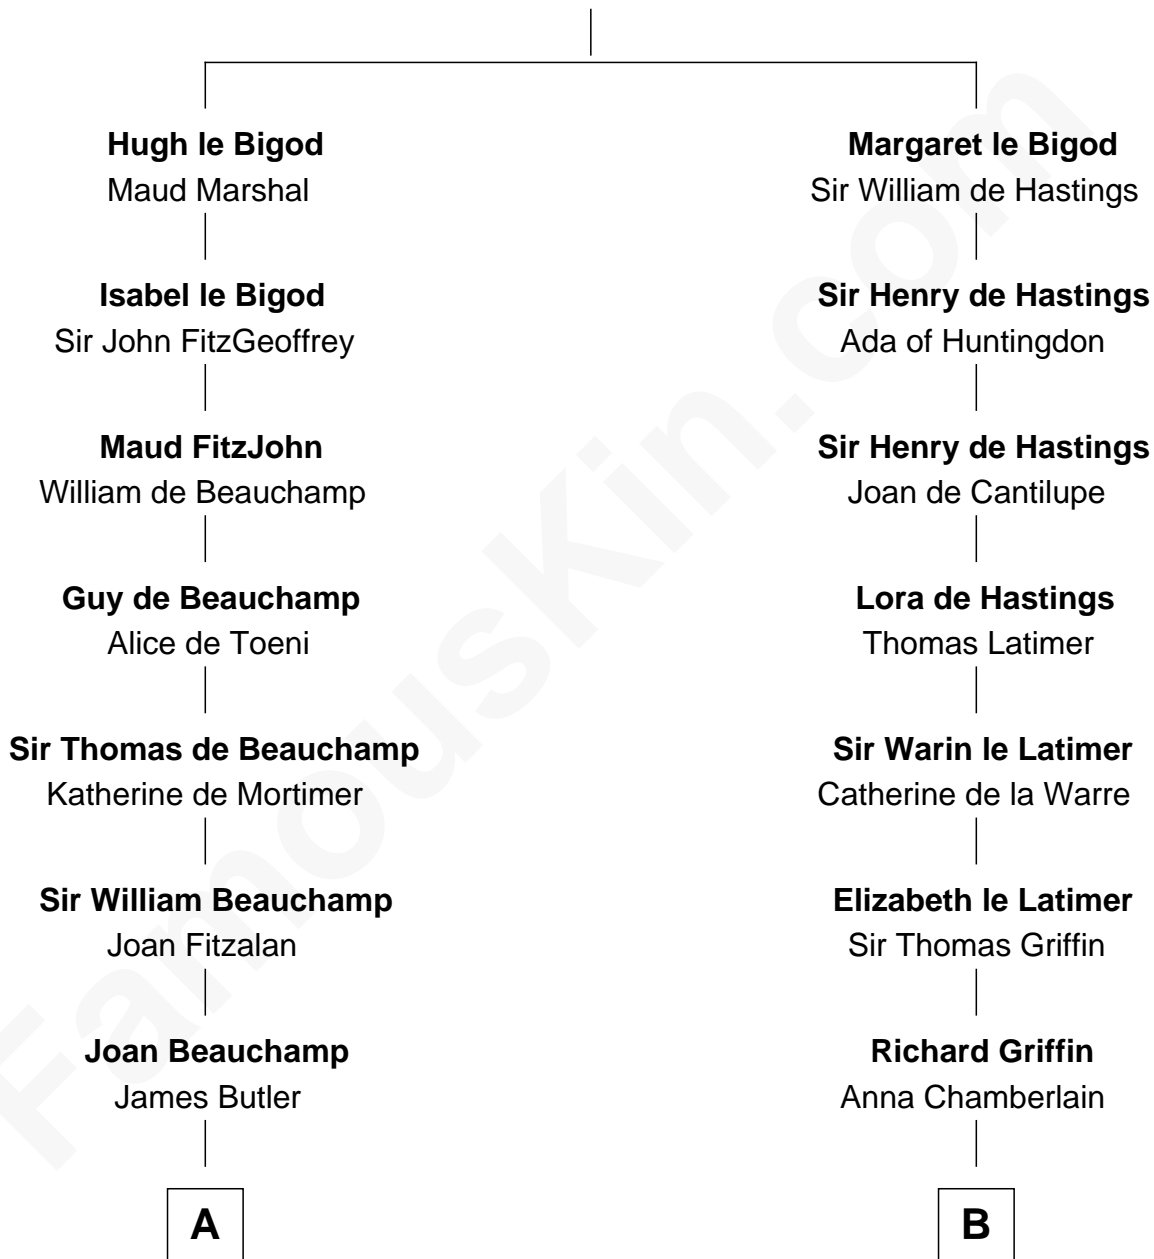 Hugh le Bigod
Maud Marshal
Isabel le Bigod
Sir John FitzGeoffrey
Maud FitzJohn
William de Beauchamp
Guy de Beauchamp
Alice de Toeni
Sir Thomas de Beauchamp
Katherine de Mortimer
Sir William Beauchamp
Joan Fitzalan
Joan Beauchamp
James Butler
A
Margaret le Bigod
Sir William de Hastings
Sir Henry de Hastings
Ada of Huntingdon
Sir Henry de Hastings
Joan de Cantilupe
Lora de Hastings
Thomas Latimer
Sir Warin le Latimer
Catherine de la Warre
Elizabeth le Latimer
Sir Thomas Griffin
Richard Griffin
Anna Chamberlain
B
FamousKin.com